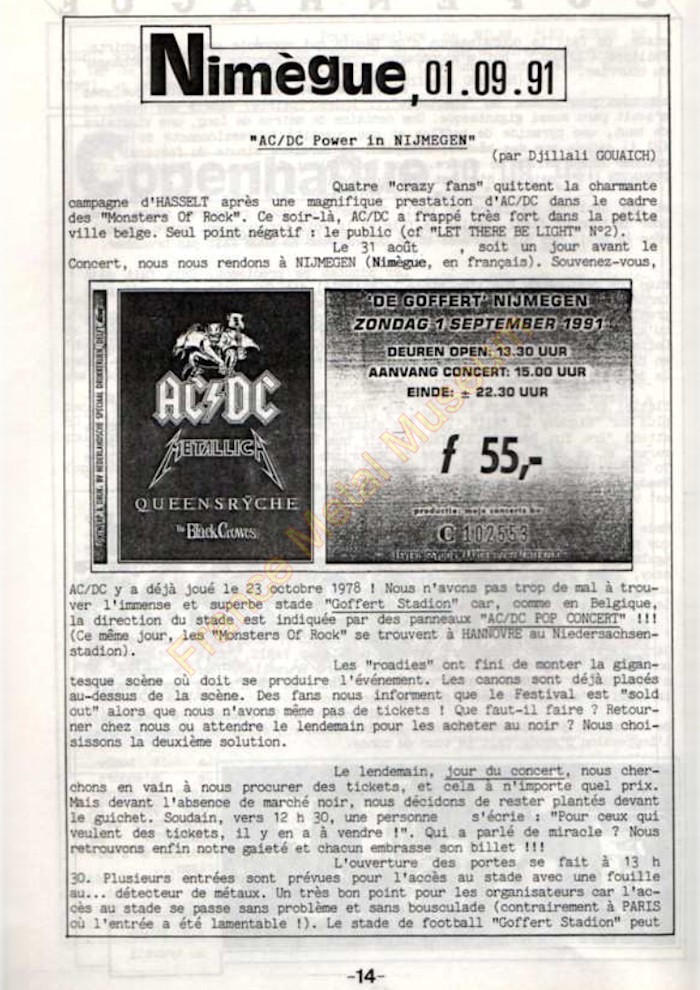 Nimègue, 01.09.91
"AC/DC Power in NIJMEGEN"
(par Djillali GOUAICH)
Quatre "crazy fans" quittent la charmante
campagne d'HASSELT après une magnifique prestation d'AC/DC dans le cadre
des "Monsters Of Rock". Ce soir-là, AC/DC a frappé très fort dans la petite
ville belge. Seul point négatif : le public (cf "LET THERE BE LIGHT" N°2).
Le 31 août , soit un jour avant le
Concert, nous nous rendons à NIJMEGEN (Nimègue, en français). Souvenez-vous,
ONTWERP & DRUK. BV NEDERLANDSCHE SPECIAAL DRUKKERIJEN, DELFT
AC/DC
METALLICA
QUEENSRŸCHE
The Black Crowes
'DE GOFFERT' NIJMEGEN
ZONDAG 1 SEPTEMBER 1991
DEUREN OPEN: 13.30 UUR
AANVANG CONCERT: 15.00 UUR
EINDE: ± 22.30 UUR
f 55,-
productie: mojo concerts bv
C 102553
France Metal Museum
AC/DC y a déjà joué le 23 octobre 1978 ! Nous n'avons pas trop de mal à trou-
ver l'immense et superbe stade "Goffert Stadion" car, comme en Belgique,
la direction du stade est indiquée par des panneaux "AC/DC POP CONCERT" !!!
(Ce même jour, les "Monsters Of Rock" se trouvent à HANNOVRE au Niedersachsen-
stadion).
Les "roadies" ont fini de monter la gigan-
tesque scène où doit se produire l'événement. Les canons sont déjà placés
au-dessus de la scène. Des fans nous informent que le Festival est "sold
out" alors que nous n'avons même pas de tickets ! Que faut-il faire ? Retour-
ner chez nous ou attendre le lendemain pour les acheter au noir ? Nous choi-
sissons la deuxième solution.
Le lendemain, jour du concert, nous cher-
chons en vain à nous procurer des tickets, et cela à n'importe quel prix.
Mais devant l'absence de marché noir, nous décidons de rester plantés devant
le guichet. Soudain, vers 12 h 30, une personne s'écrie : "Pour ceux qui
veulent des tickets, il y en a à vendre !". Qui a parlé de miracle ? Nous
retrouvons enfin notre gaieté et chacun embrasse son billet !!!
L'ouverture des portes se fait à 13 h
30. Plusieurs entrées sont prévues pour l'accès au stade avec une fouille
au... détecteur de métaux. Un très bon point pour les organisateurs car l'ac-
cès au stade se passe sans problème et sans bousculade (contrairement à PARIS
où l'entrée a été lamentable !). Le stade de football "Goffert Stadion" peut
-14-